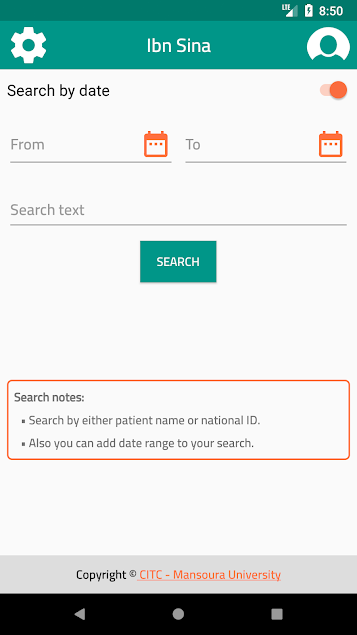 LTE 8:50
Ibn Sina
Search by date
From To
Search text
SEARCH
Search notes:
▪ Search by either patient name or national ID.
▪ Also you can add date range to your search.
Copyright © CITC - Mansoura University